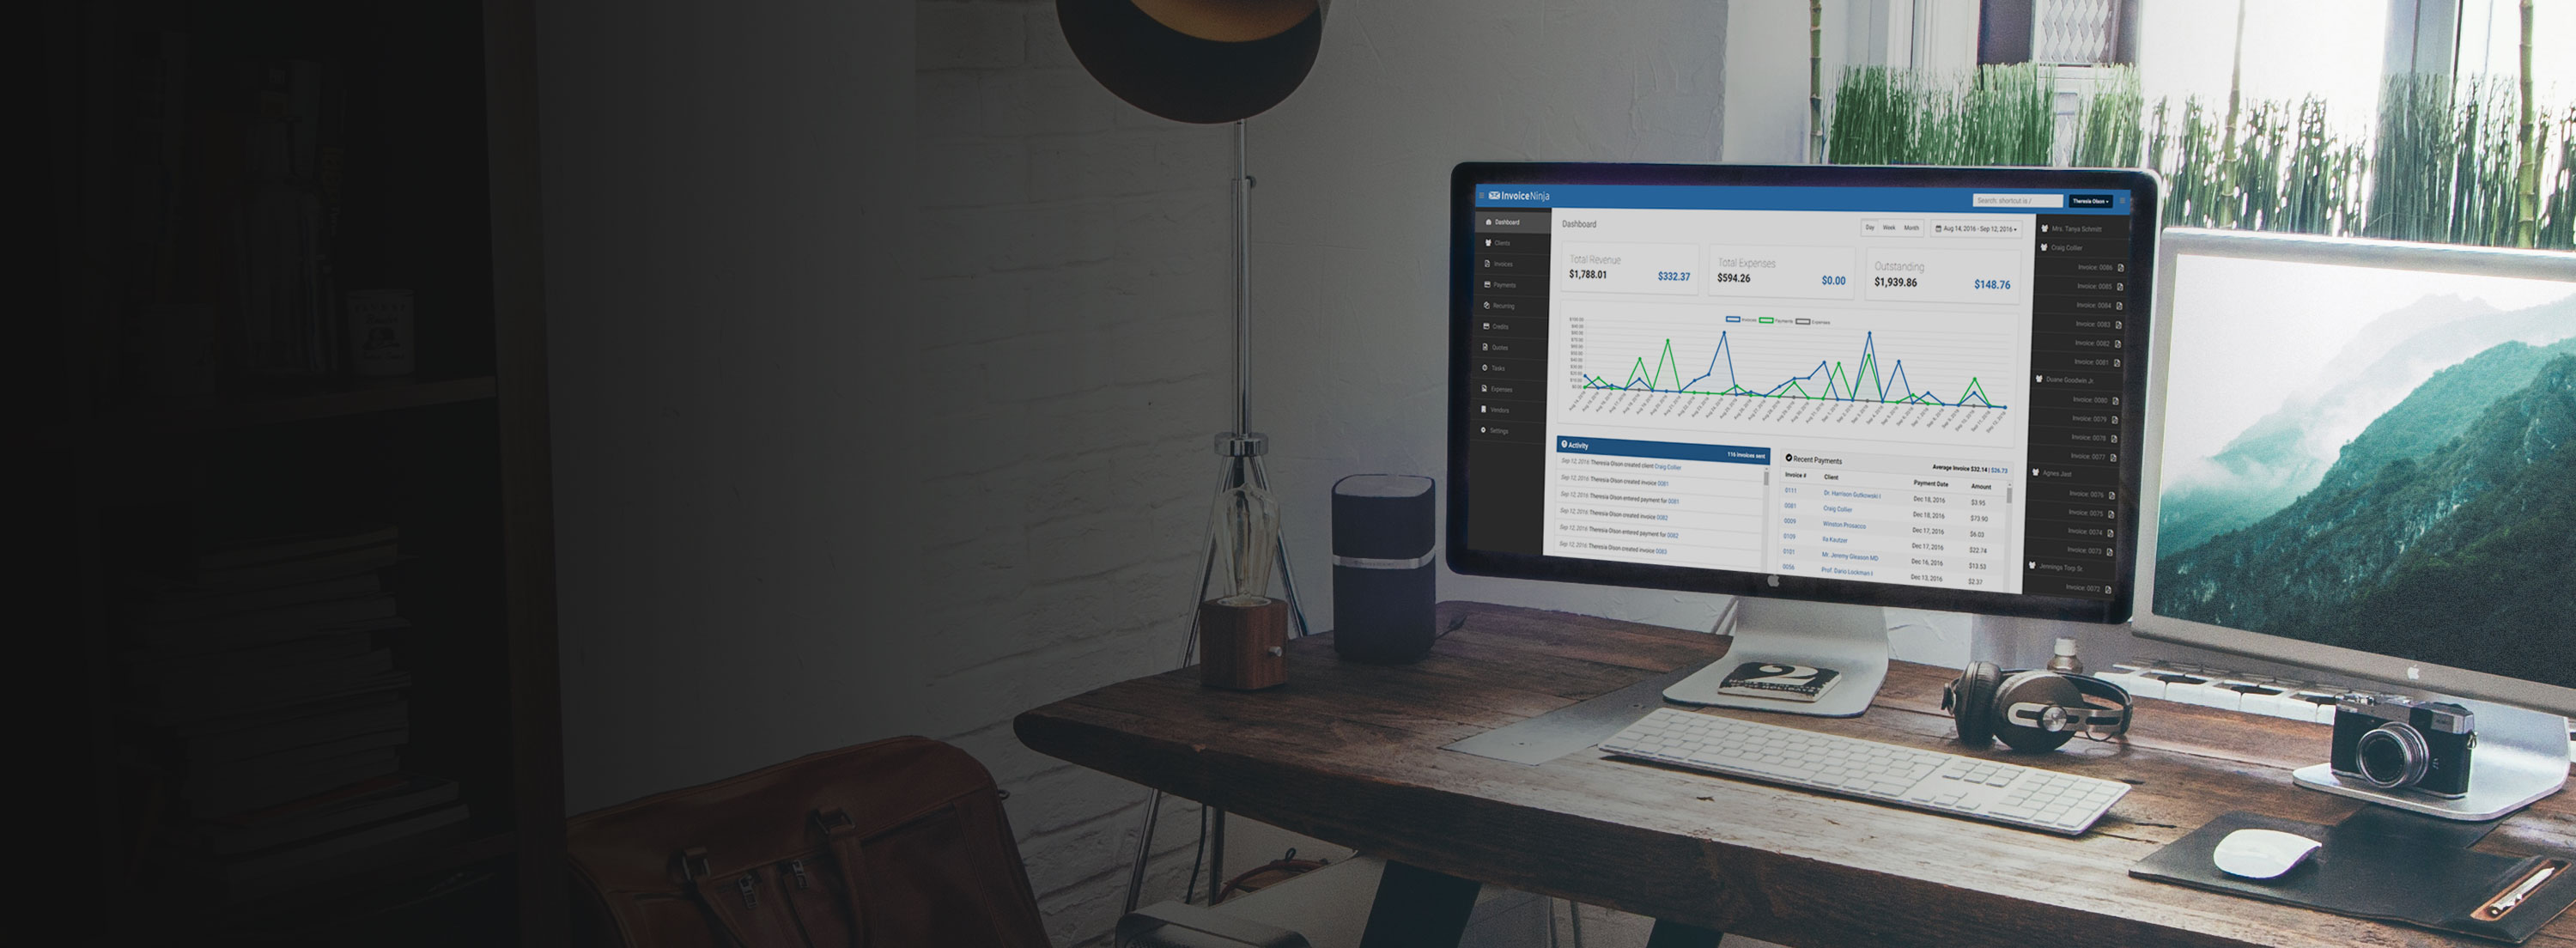 InvoiceNinja
Search: shortcut is /
Theresia Olson
Dashboard
Clients
Invoices
Payments
Recurring
Credits
Quotes
Tasks
Expenses
Vendors
Settings
Dashboard
Day Week Month
Aug 14, 2016 - Sep 12, 2016
Total Revenue
$1,788.01 $332.37
Total Expenses
$594.26 $0.00
Outstanding
$1,939.86 $148.76
Invoices Payments Expenses
Activity 116 invoices sent
Sep 12, 2016 Theresia Olson created client Craig Collier
Sep 12, 2016 Theresia Olson created invoice 0081
Sep 12, 2016 Theresia Olson entered payment for 0081
Sep 12, 2016 Theresia Olson created invoice 0082
Sep 12, 2016 Theresia Olson entered payment for 0082
Sep 12, 2016 Theresia Olson created invoice 0083
Recent Payments Average Invoice $32.14 | $26.73
Invoice # Client Payment Date Amount
0111 Dr. Harrison Gutkowski I Dec 18, 2016 $3.95
0081 Craig Collier Dec 18, 2016 $73.90
0009 Winston Prosacco Dec 17, 2016 $6.03
0109 Ila Kautzer Dec 17, 2016 $22.74
0101 Mr. Jeremy Gleason MD Dec 16, 2016 $13.53
0056 Prof. Dario Lockman I Dec 13, 2016 $2.37
Mrs. Tanya Schmitt
Craig Collier
Invoice: 0086
Invoice: 0085
Invoice: 0084
Invoice: 0083
Invoice: 0082
Invoice: 0081
Duane Goodwin Jr.
Invoice: 0080
Invoice: 0079
Invoice: 0078
Invoice: 0077
Agnes Jast
Invoice: 0076
Invoice: 0075
Invoice: 0074
Invoice: 0073
Jennings Torp Sr.
Invoice: 0072
2